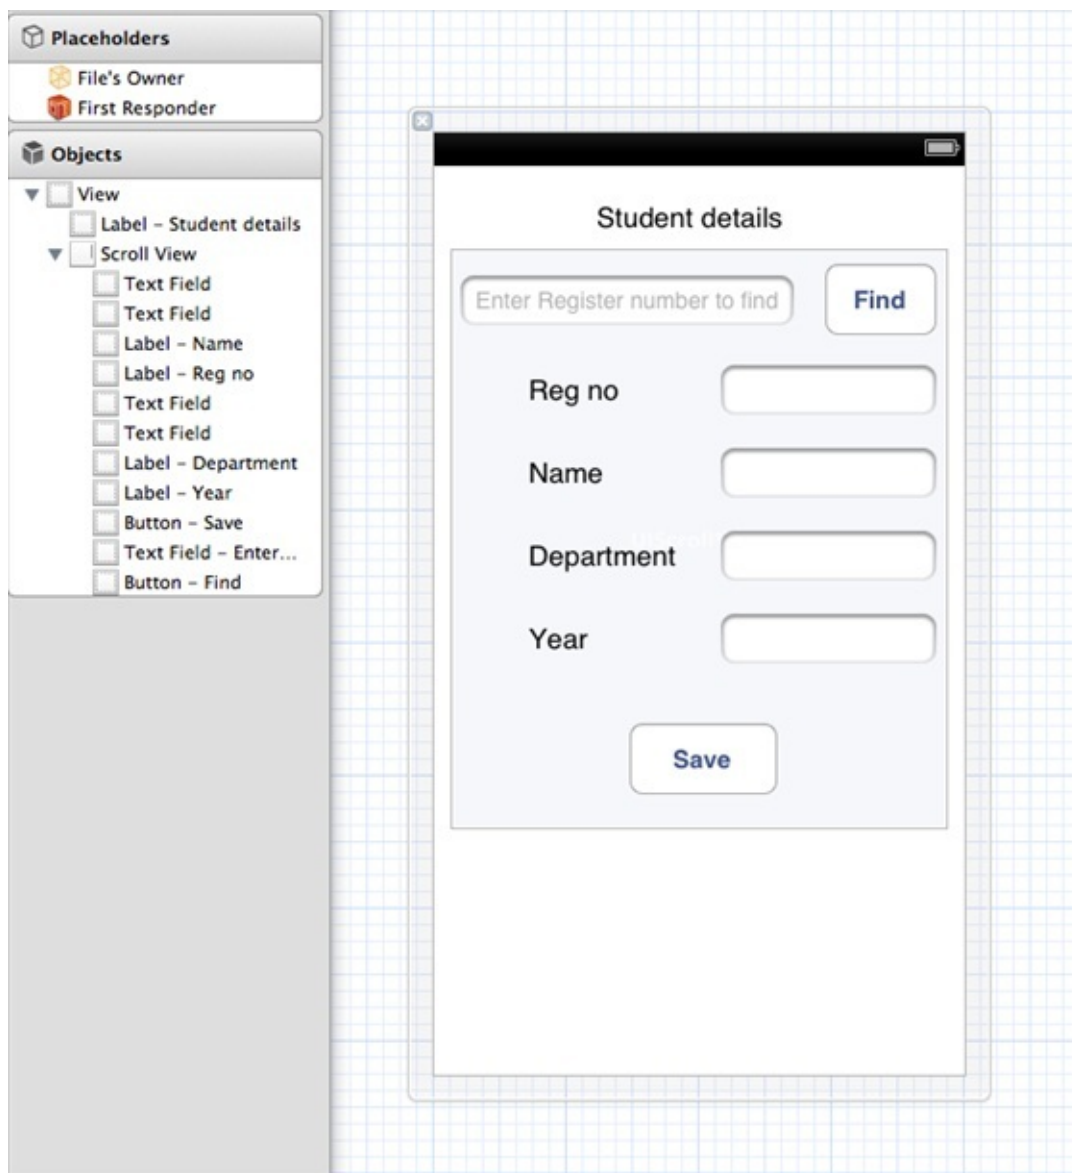 Placeholders
File's Owner
First Responder
Objects
View
Label – Student details
Scroll View
Text Field
Text Field
Label – Name
Label – Reg no
Text Field
Text Field
Label – Department
Label – Year
Button – Save
Text Field – Enter...
Button – Find
Student details
Enter Register number to find
Find
Reg no
Name
Department
Year
Save